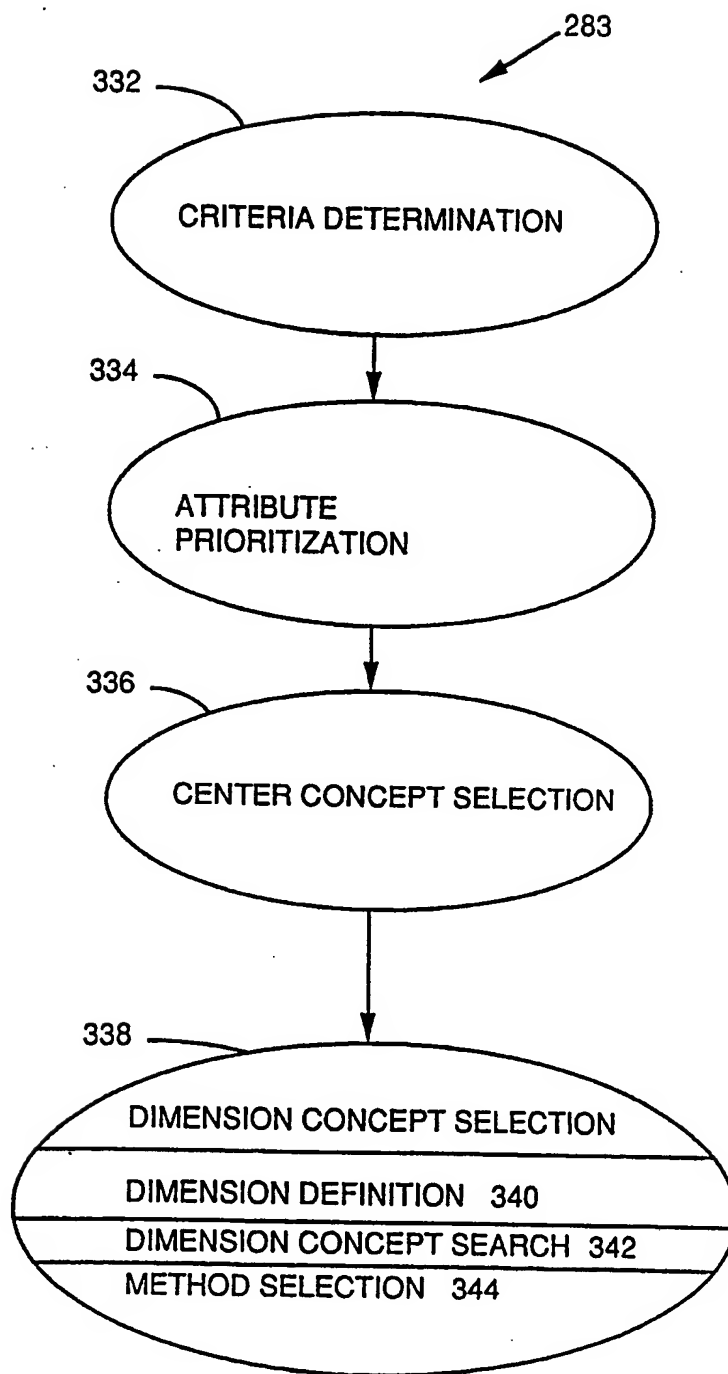 283
332
CRITERIA DETERMINATION
334
ATTRIBUTE
PRIORITIZATION
336
CENTER CONCEPT SELECTION
338
DIMENSION CONCEPT SELECTION
DIMENSION DEFINITION 340
DIMENSION CONCEPT SEARCH 342
METHOD SELECTION 344